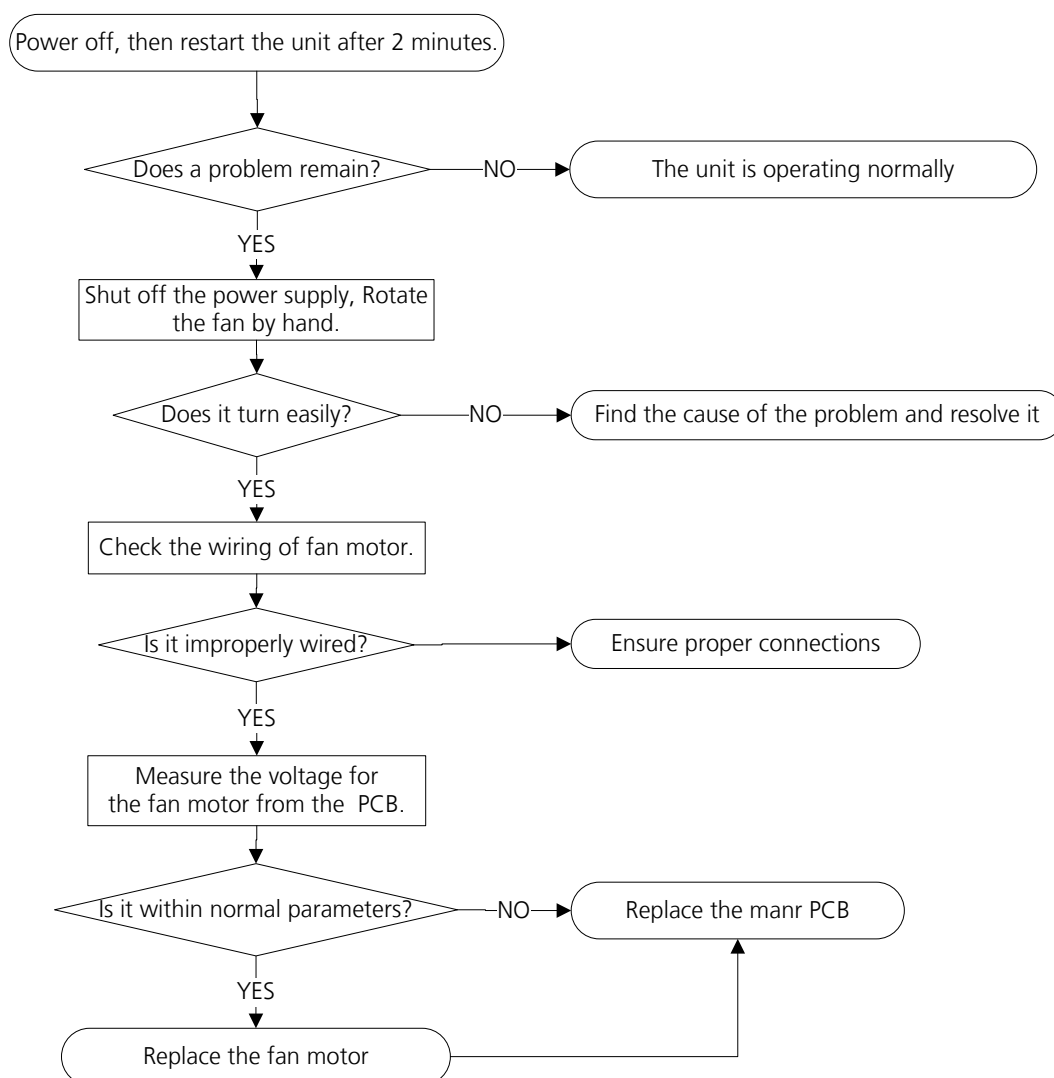 Power off, then restart the unit after 2 minutes.
Does a problem remain?
NO
The unit is operating normally
YES
Shut off the power supply, Rotate
the fan by hand.
Does it turn easily?
NO
Find the cause of the problem and resolve it
YES
Check the wiring of fan motor.
Is it improperly wired?
Ensure proper connections
YES
Measure the voltage for
the fan motor from the PCB.
Is it within normal parameters?
NO
Replace the manr PCB
YES
Replace the fan motor